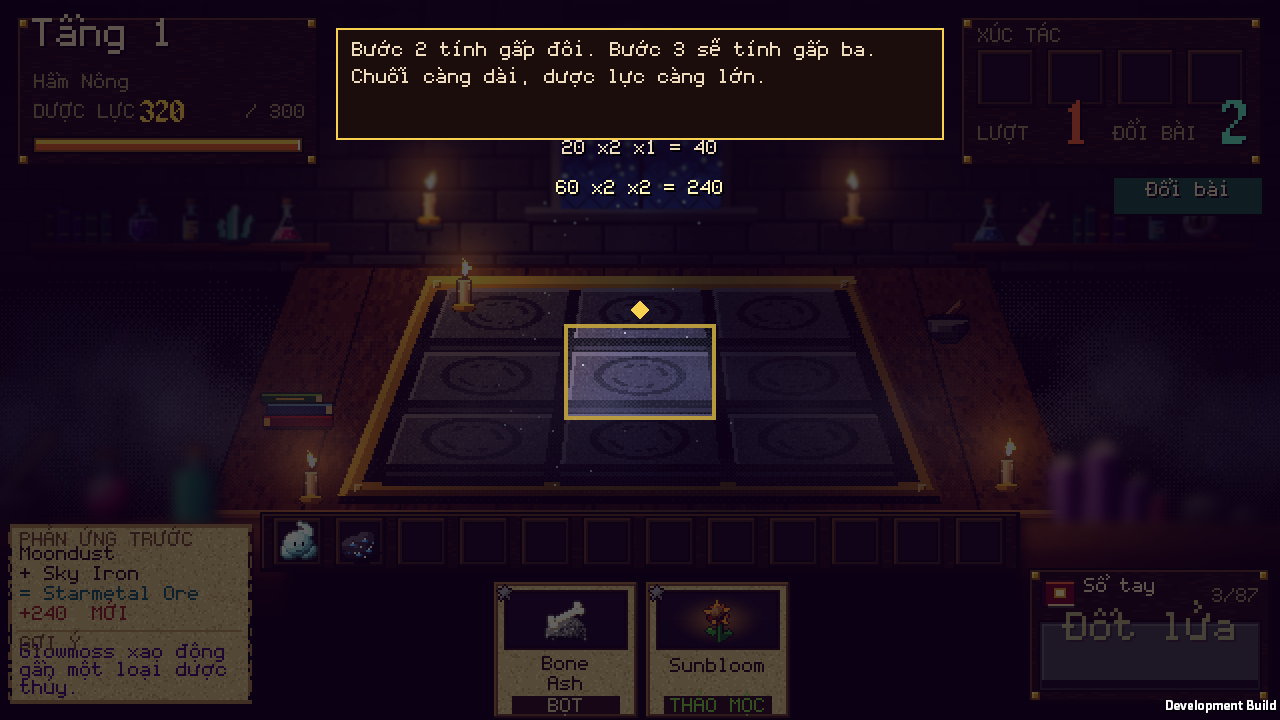 Tầng 1
Hầm Nông
DƯỢC LỰC 320 / 300
Bước 2 tính gấp đôi. Bước 3 sẽ tính gấp ba.
Chuỗi càng dài, dược lực càng lớn.
20 x2 x1 = 40
60 x2 x2 = 240
XÚC TÁC
LƯỢT 1 ĐỔI BÀI 2
Đổi bài
PHẢN ỨNG TRƯỚC
Moondust
+ Sky Iron
= Starmetal Ore
+240 MỚI
GỢI Ý
Glowmoss xao động
gần một loại dược
thủy.
Bone
Ash
BỘT
Sunbloom
THẢO MỘC
Sổ tay
3/87
Đốt lửa
Development Build